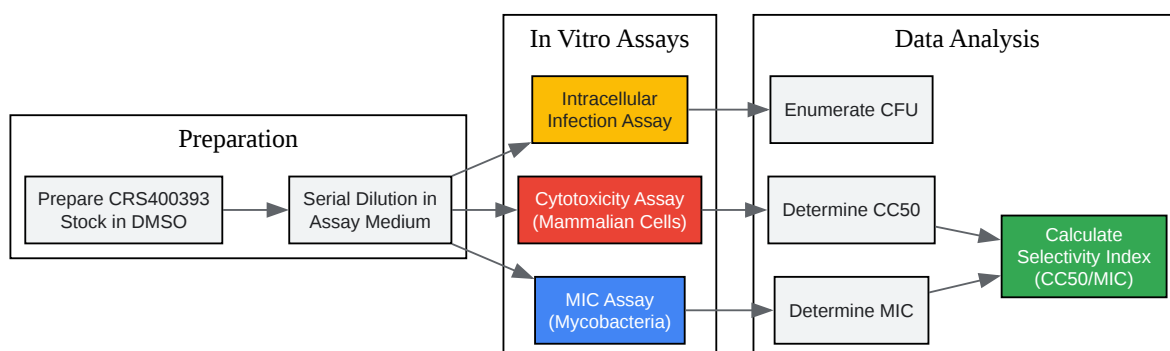 In Vitro Assays
Data Analysis
Intracellular
Infection Assay
Enumerate CFU
Preparation
Prepare CRS400393
Stock in DMSO
Serial Dilution in
Assay Medium
Cytotoxicity Assay
(Mammalian Cells)
Determine CC50
Calculate
Selectivity Index
(CC50/MIC)
MIC Assay
(Mycobacteria)
Determine MIC